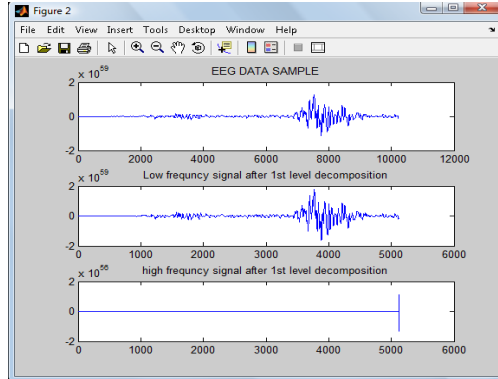 Figure 2
File Edit View Insert Tools Desktop Window Help
x 10^59
EEG DATA SAMPLE
2
0
-2
0 2000 4000 6000 8000 10000 12000
x 10^59
Low frequncy signal after 1st level decomposition
2
0
-2
0 1000 2000 3000 4000 5000 6000
x 10^56
high frequncy signal after 1st level decomposition
2
0
-2
0 1000 2000 3000 4000 5000 6000